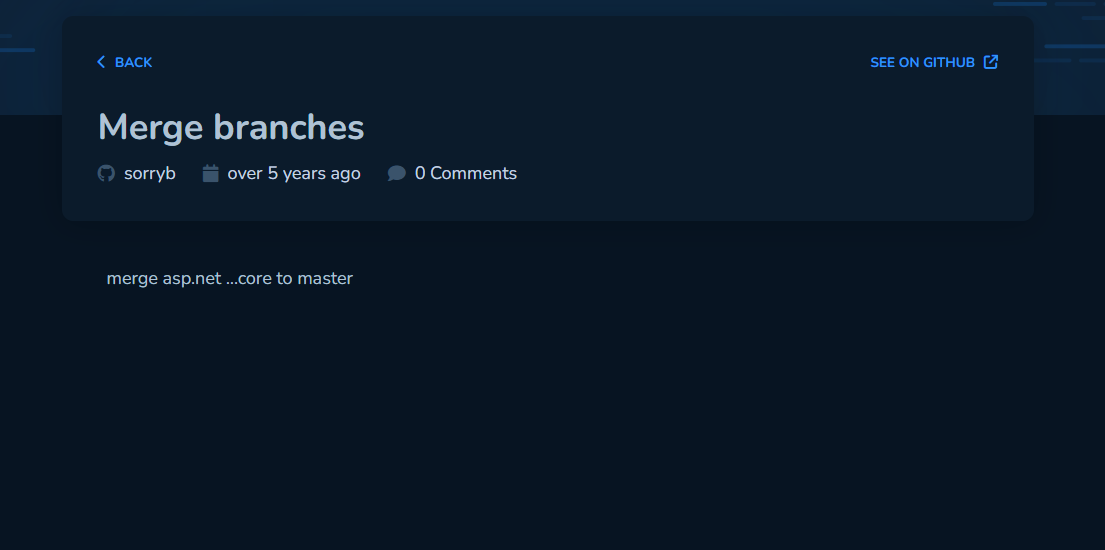 BACK
SEE ON GITHUB
Merge branches
sorryb over 5 years ago 0 Comments
merge asp.net ...core to master